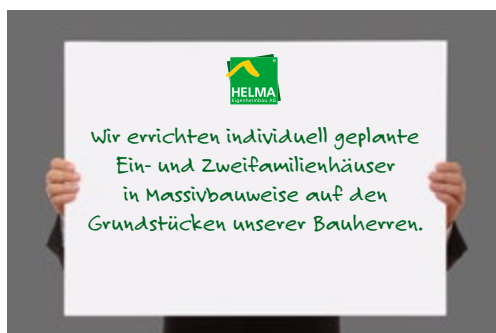 HELMA
Eigenheimbau AG
Wir errichten individuell geplante
Ein- und Zweifamilienhäuser
in Massivbauweise auf den
Grundstücken unserer Bauherren.